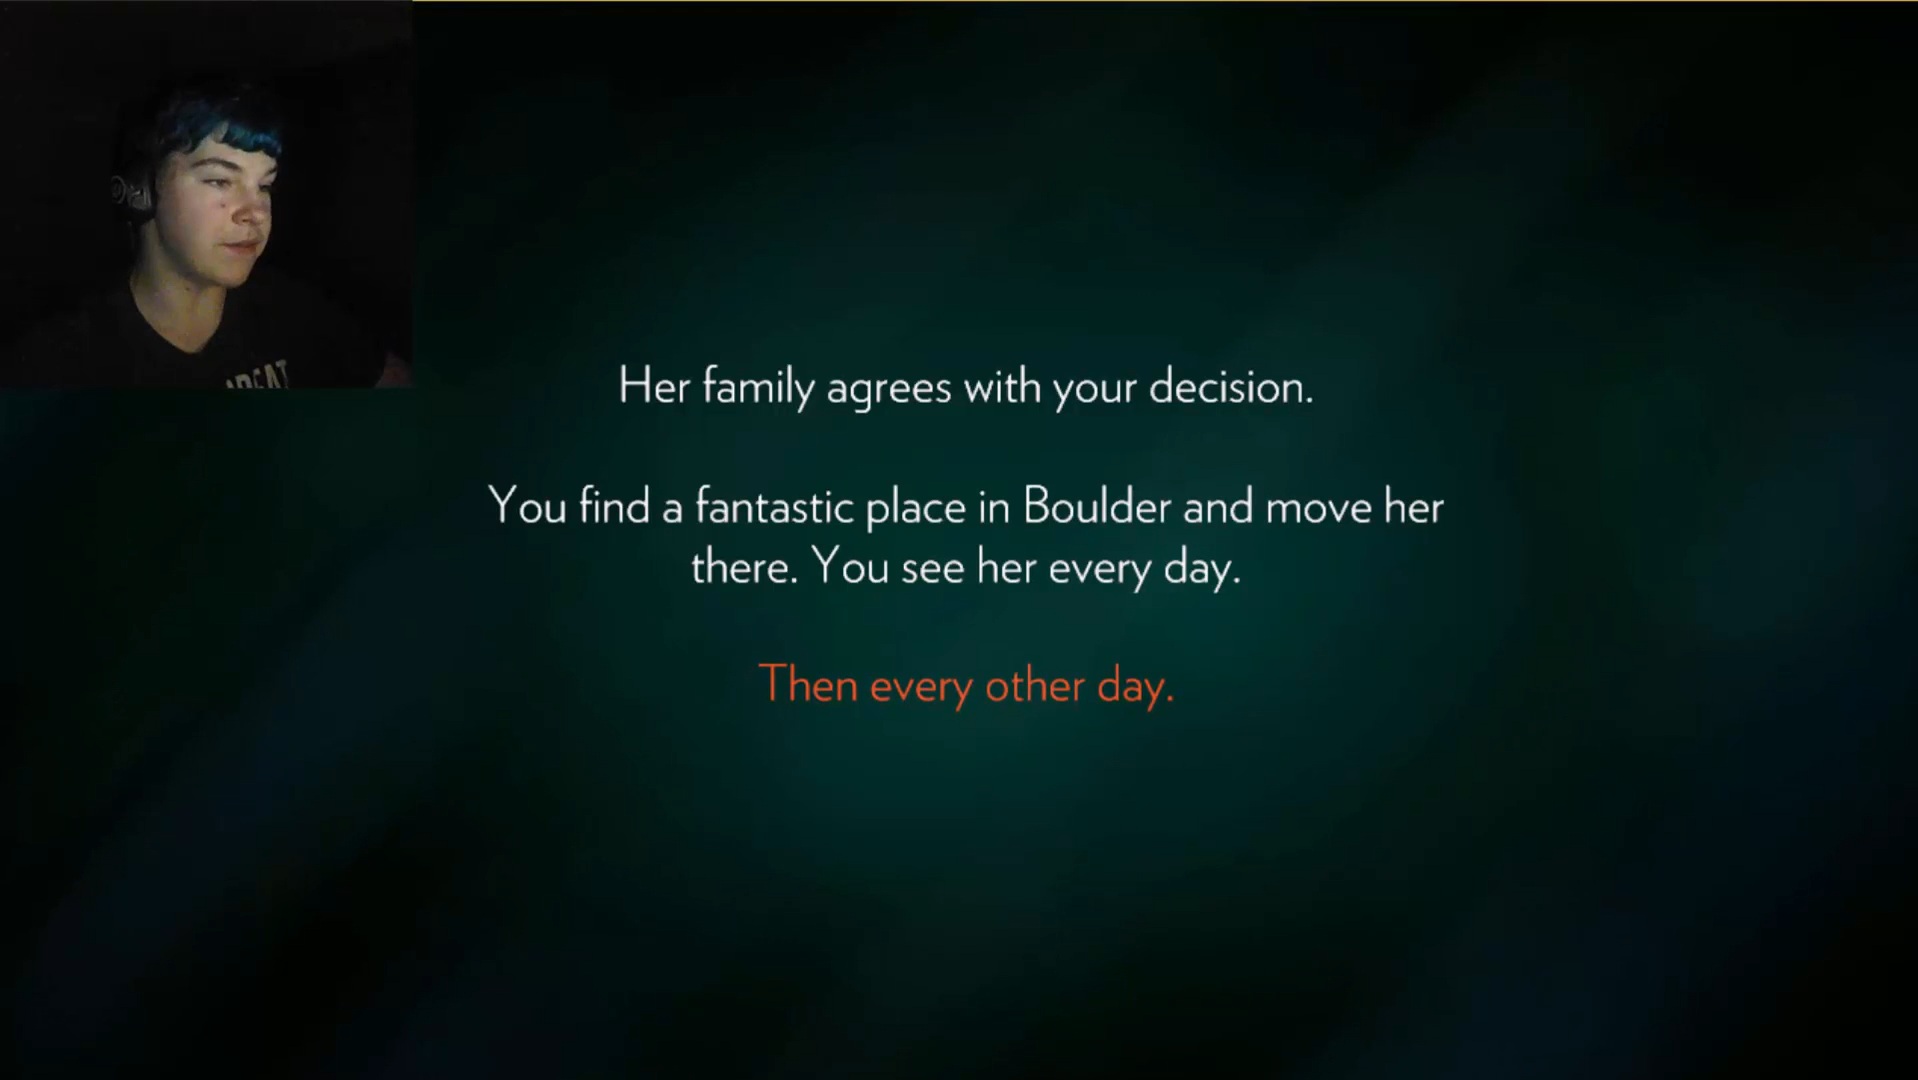 Her family agrees with your decision.
You find a fantastic place in Boulder and move her
there. You see her every day.
Then every other day.